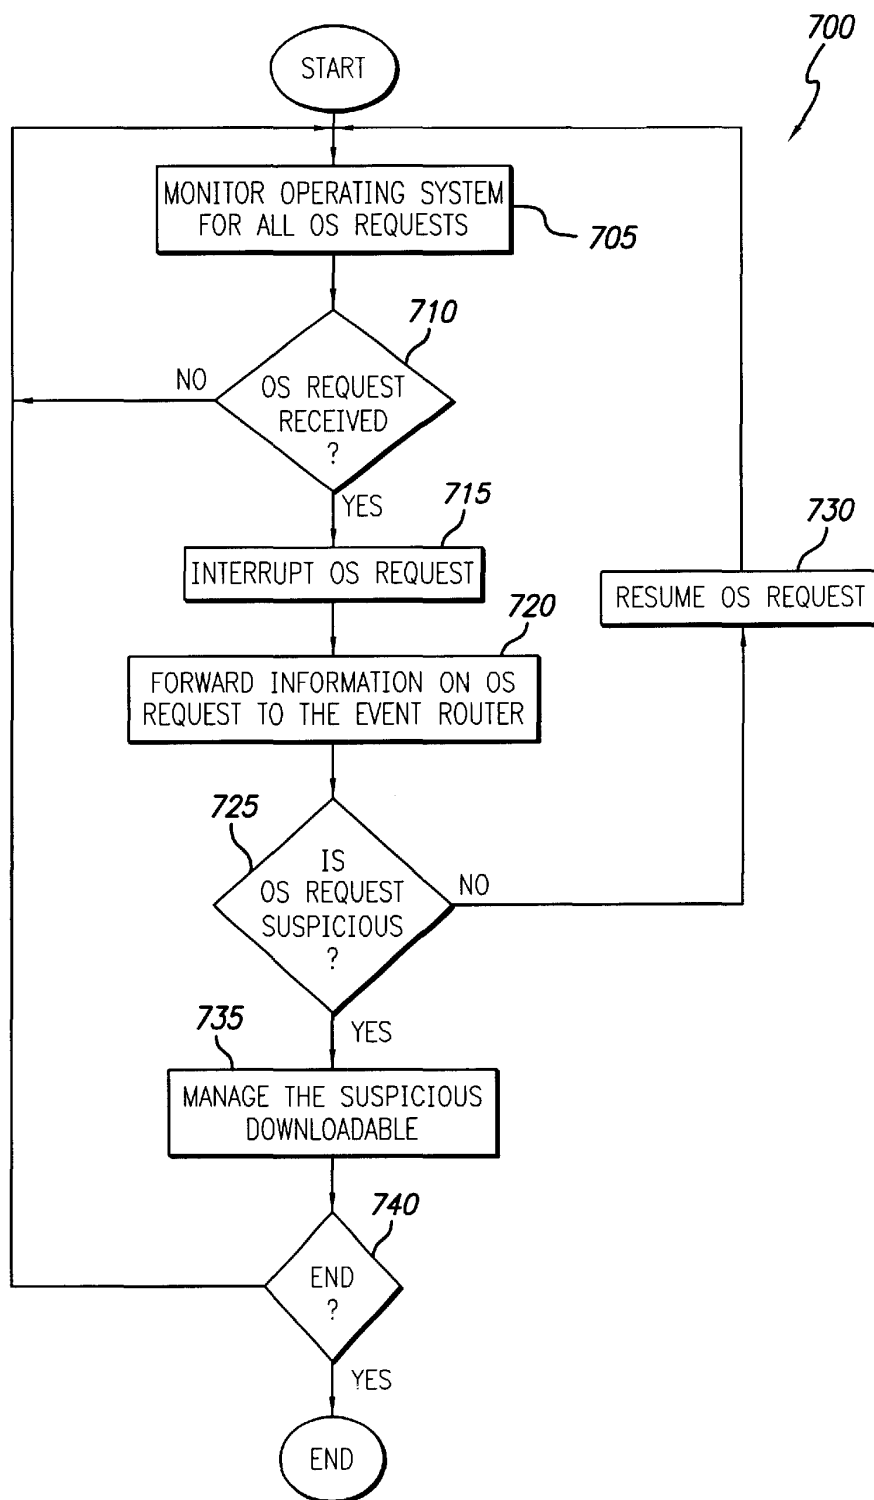 700
START
MONITOR OPERATING SYSTEM
FOR ALL OS REQUESTS
705
710
NO
OS REQUEST
RECEIVED
?
YES
715
INTERRUPT OS REQUEST
730
RESUME OS REQUEST
720
FORWARD INFORMATION ON OS
REQUEST TO THE EVENT ROUTER
725
IS
OS REQUEST
SUSPICIOUS
?
NO
YES
735
MANAGE THE SUSPICIOUS
DOWNLOADABLE
740
END
?
YES
END